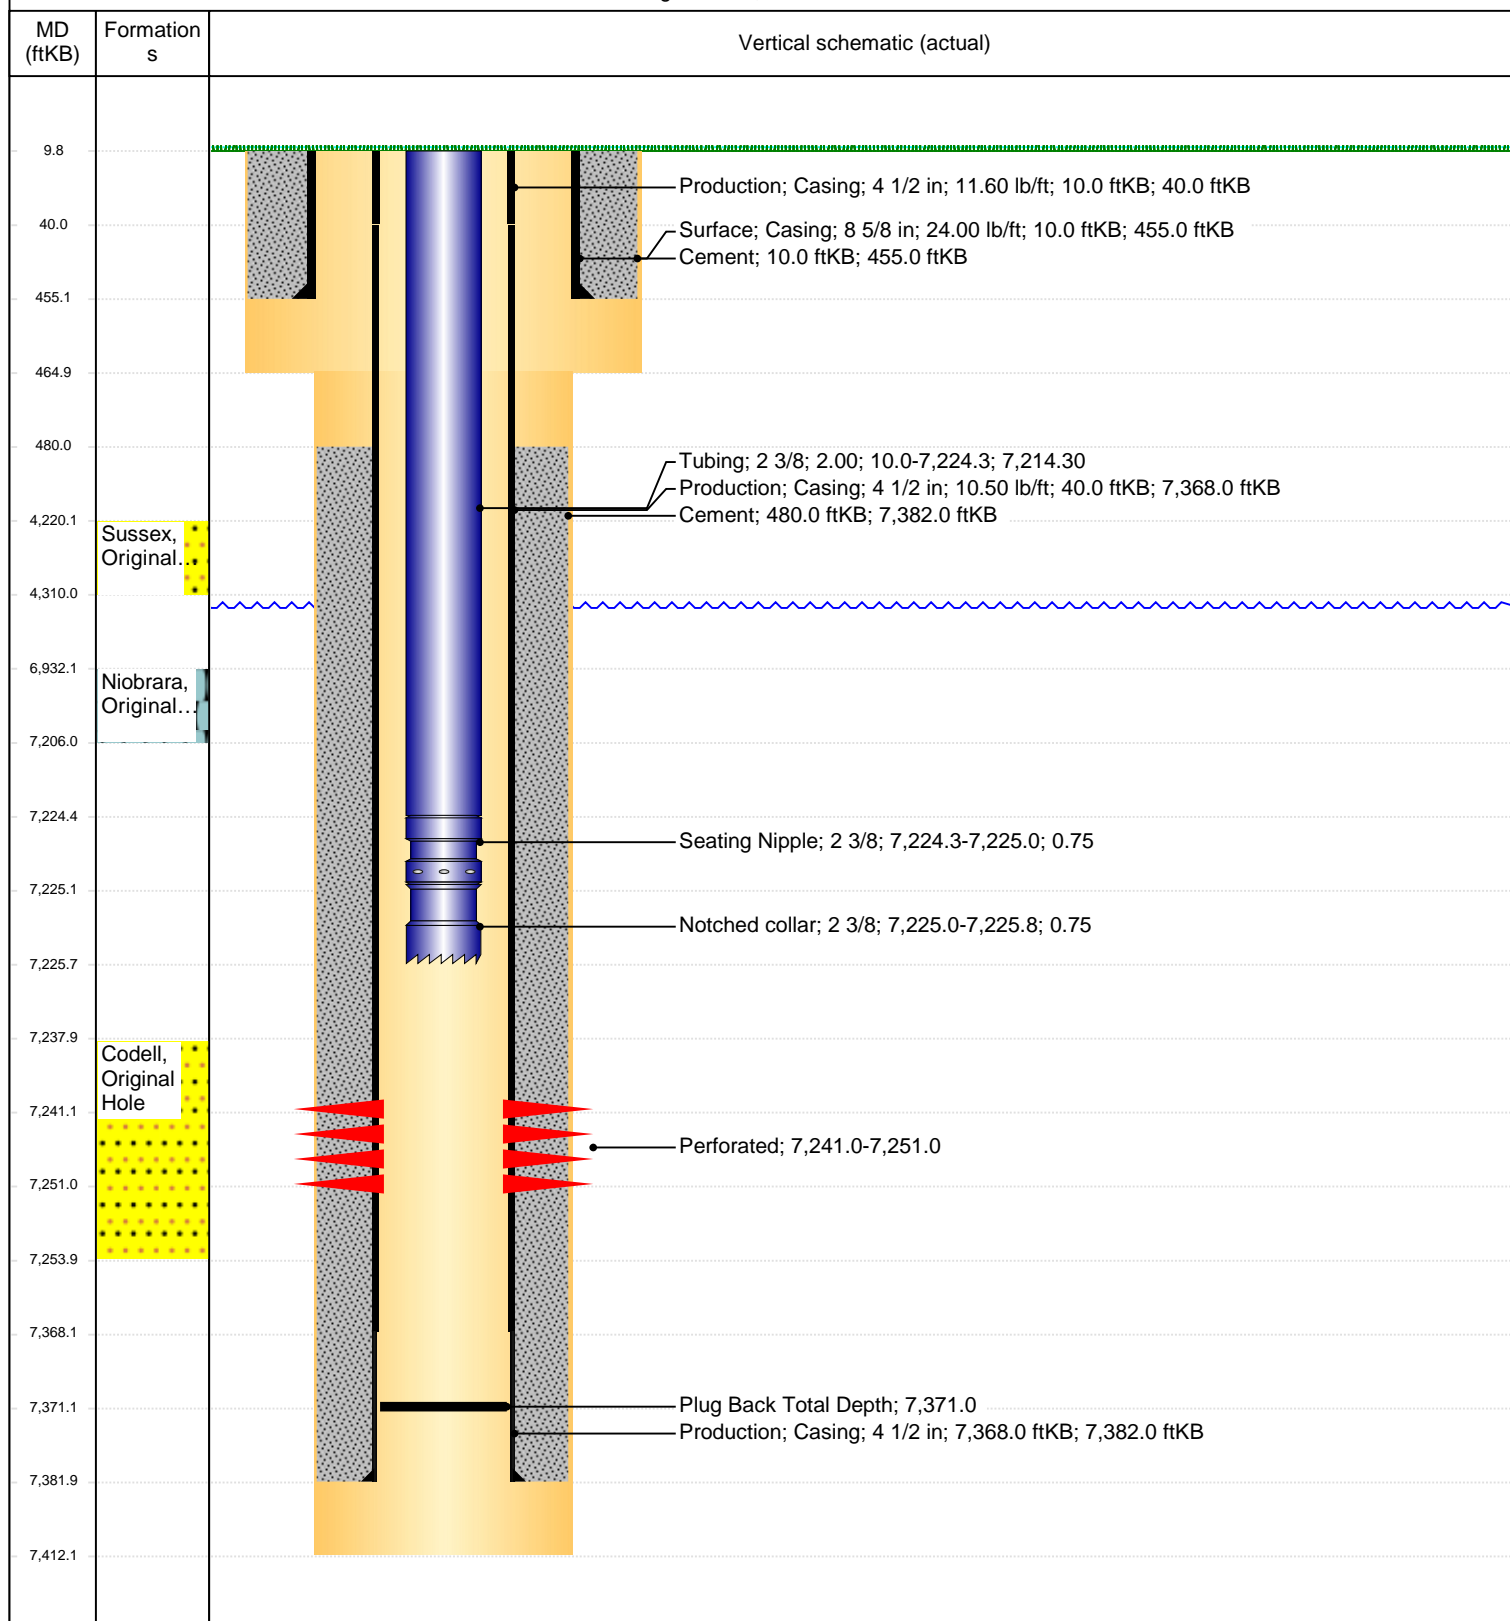 MD
(ftKB)
Formation
s
Vertical schematic (actual)
9.8
Production; Casing; 4 1/2 in; 11.60 lb/ft; 10.0 ftKB; 40.0 ftKB
40.0
Surface; Casing; 8 5/8 in; 24.00 lb/ft; 10.0 ftKB; 455.0 ftKB
Cement; 10.0 ftKB; 455.0 ftKB
455.1
464.9
480.0
Tubing; 2 3/8; 2.00; 10.0-7,224.3; 7,214.30
Production; Casing; 4 1/2 in; 10.50 lb/ft; 40.0 ftKB; 7,368.0 ftKB
Cement; 480.0 ftKB; 7,382.0 ftKB
4,220.1
Sussex,
Original…
4,310.0
6,932.1
Niobrara,
Original…
7,206.0
7,224.4
Seating Nipple; 2 3/8; 7,224.3-7,225.0; 0.75
7,225.1
Notched collar; 2 3/8; 7,225.0-7,225.8; 0.75
7,225.7
7,237.9
Codell,
Original
Hole
7,241.1
Perforated; 7,241.0-7,251.0
7,251.0
7,253.9
7,368.1
Plug Back Total Depth; 7,371.0
7,371.1
Production; Casing; 4 1/2 in; 7,368.0 ftKB; 7,382.0 ftKB
7,381.9
7,412.1